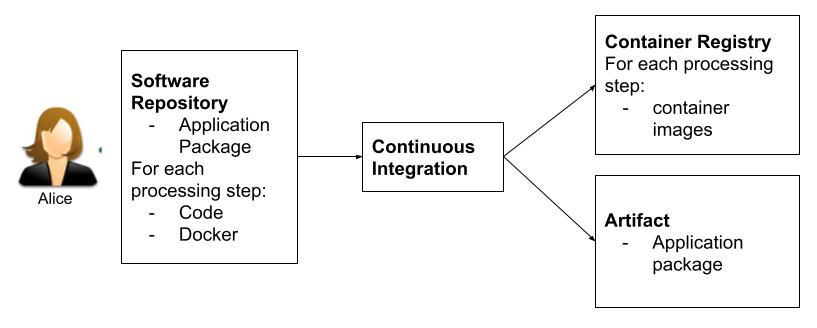 Alice
Software
Repository
- Application
Package
For each
processing step:
- Code
- Docker
Continuous
Integration
Container Registry
For each processing
step:
- container
images
Artifact
- Application
package